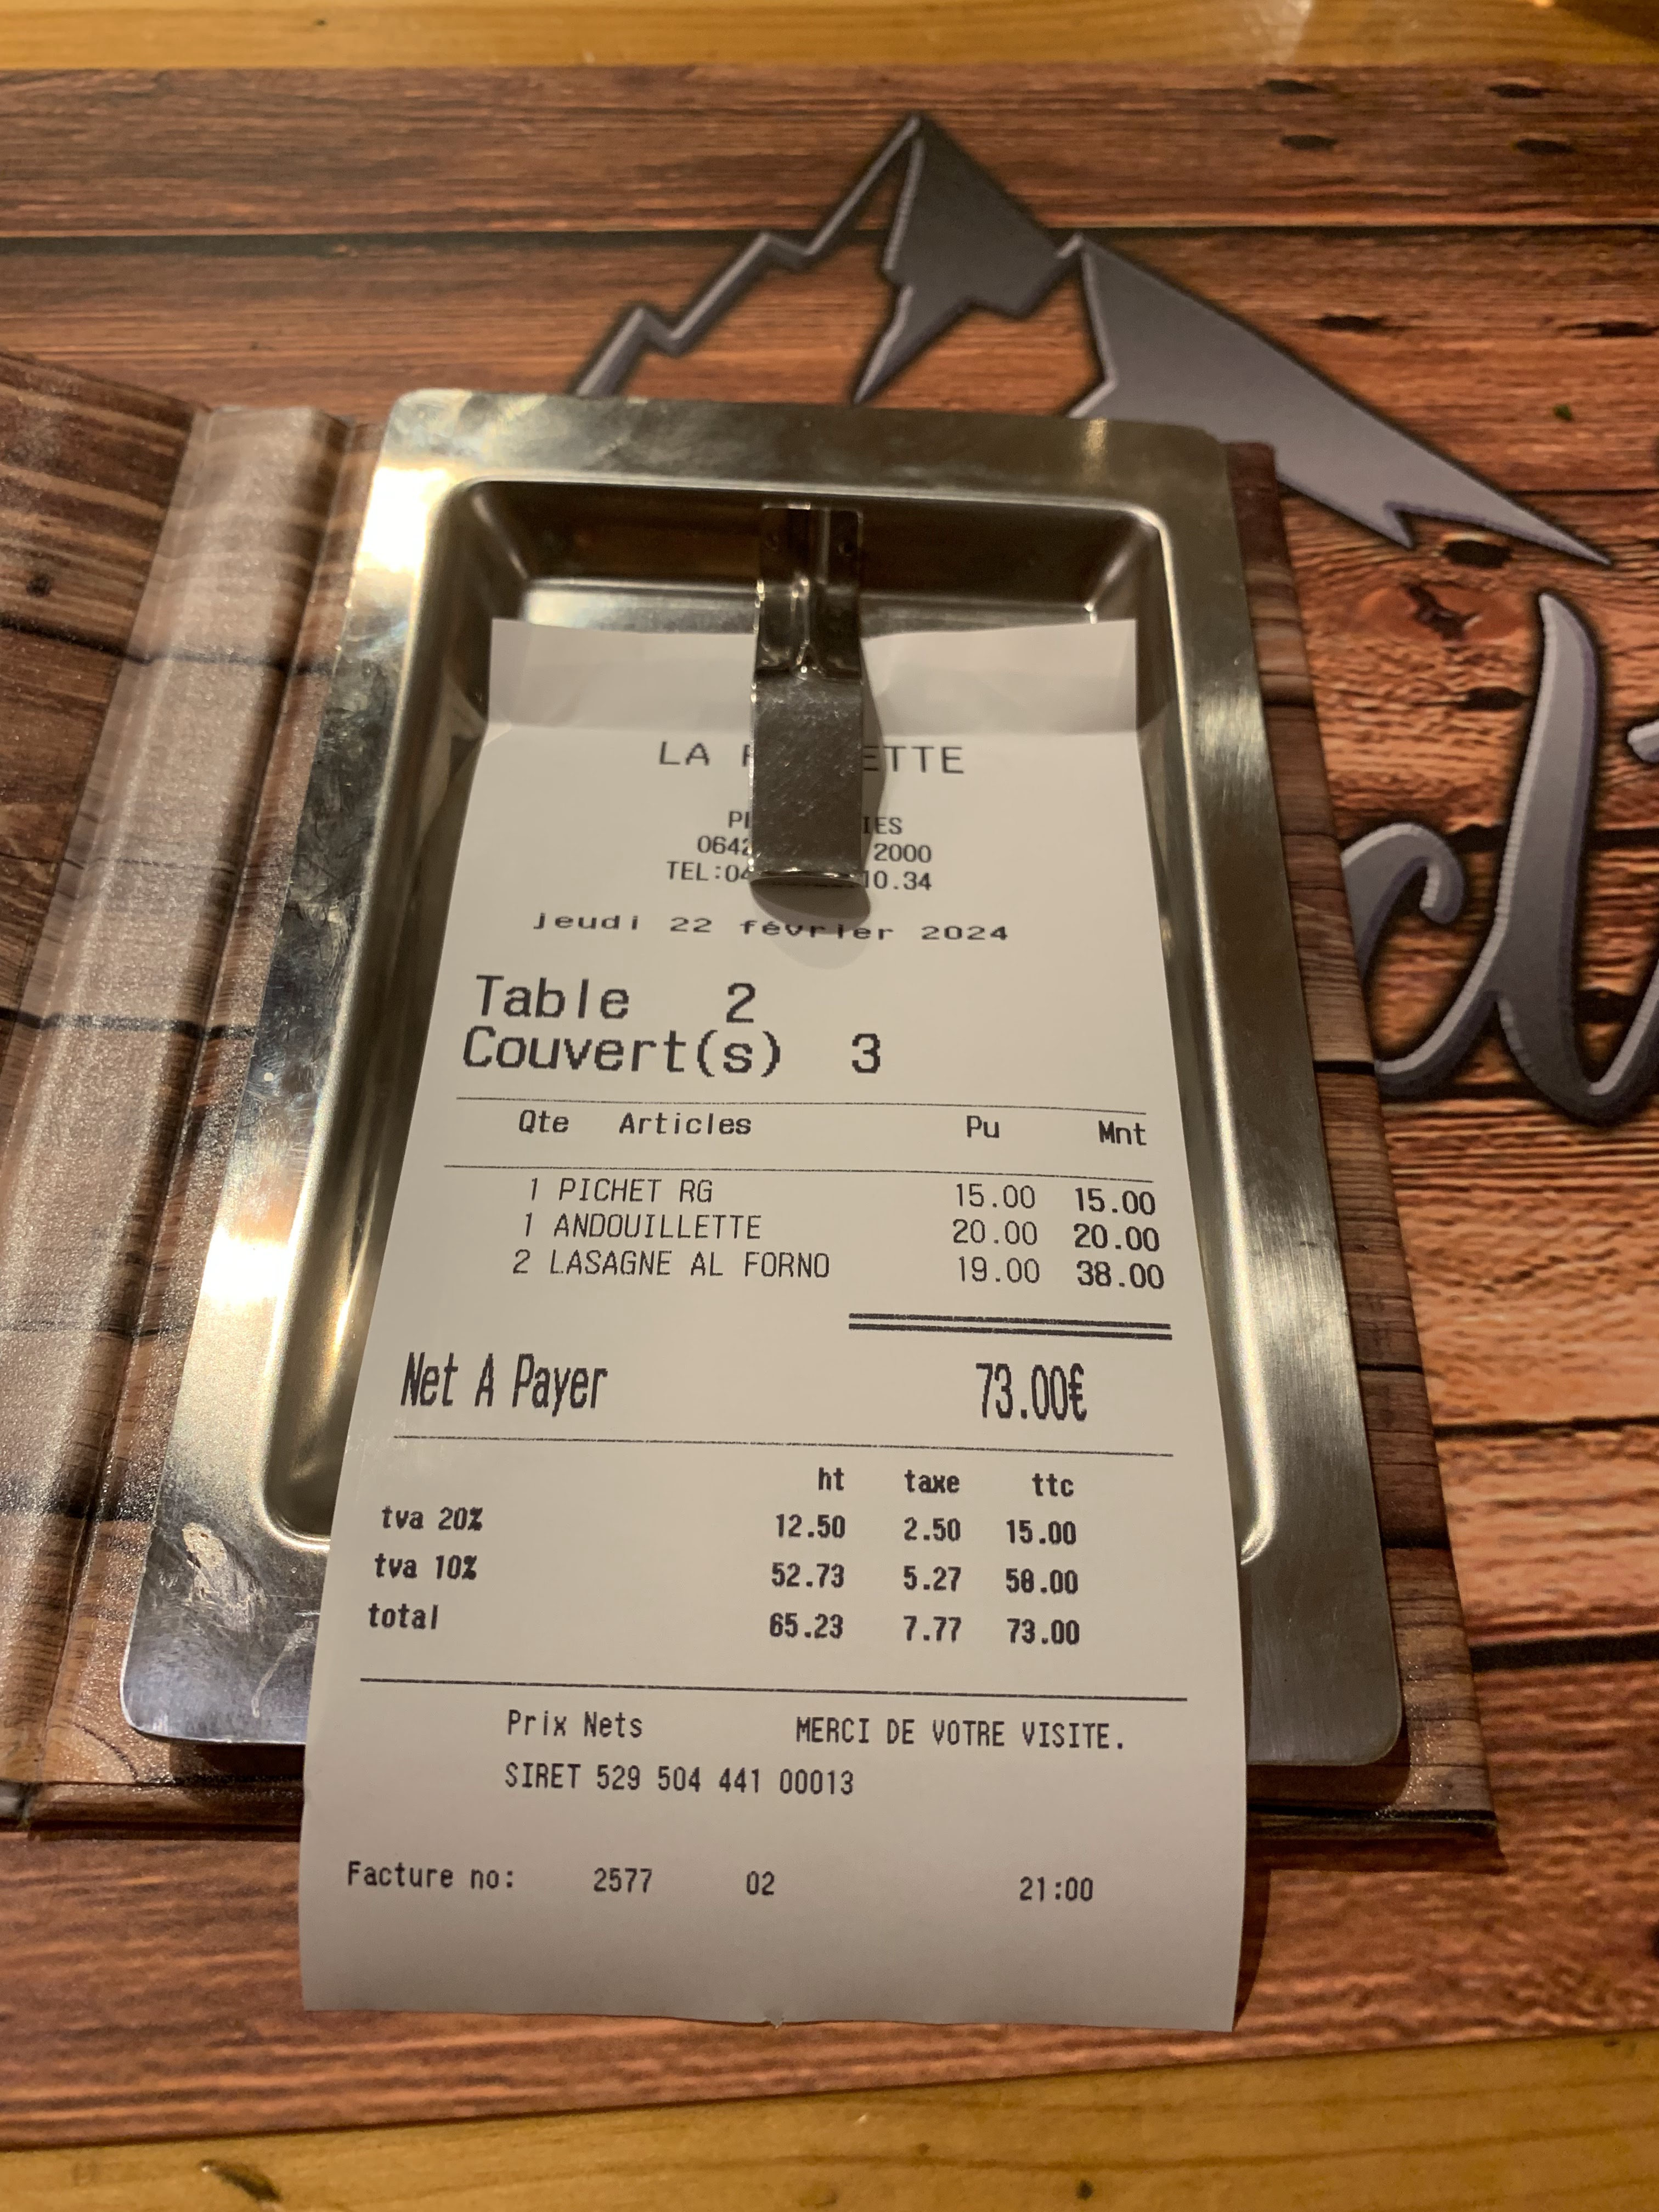 LA
jeudi 22 février 2024
Table 2
Couvert(s) 3
Qte Articles Pu Mnt
1 PICHET RG 15.00 15.00
1 ANDOUILLETTE 20.00 20.00
2 LASAGNE AL FORNO 19.00 38.00
Net A Payer 73.00€
ht taxe ttc
tva 20% 12.50 2.50 15.00
tva 10% 52.73 5.27 58.00
total 65.23 7.77 73.00
Prix Nets MERCI DE VOTRE VISITE.
SIRET 529 504 441 00013
Facture no: 2577 02 21:00